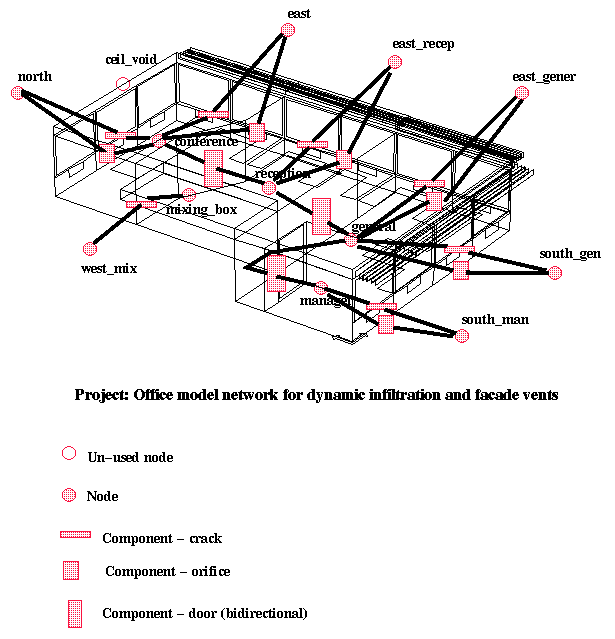 east
east_recep
ceil_void
north
east_gener
conference
reception
mixing_box
general
west_mix
south_gen
manager
south_man
Project: Office model network for dynamic infiltration and facade vents
Un-used node
Node
Component - crack
Component - orifice
Component - door (bidirectional)